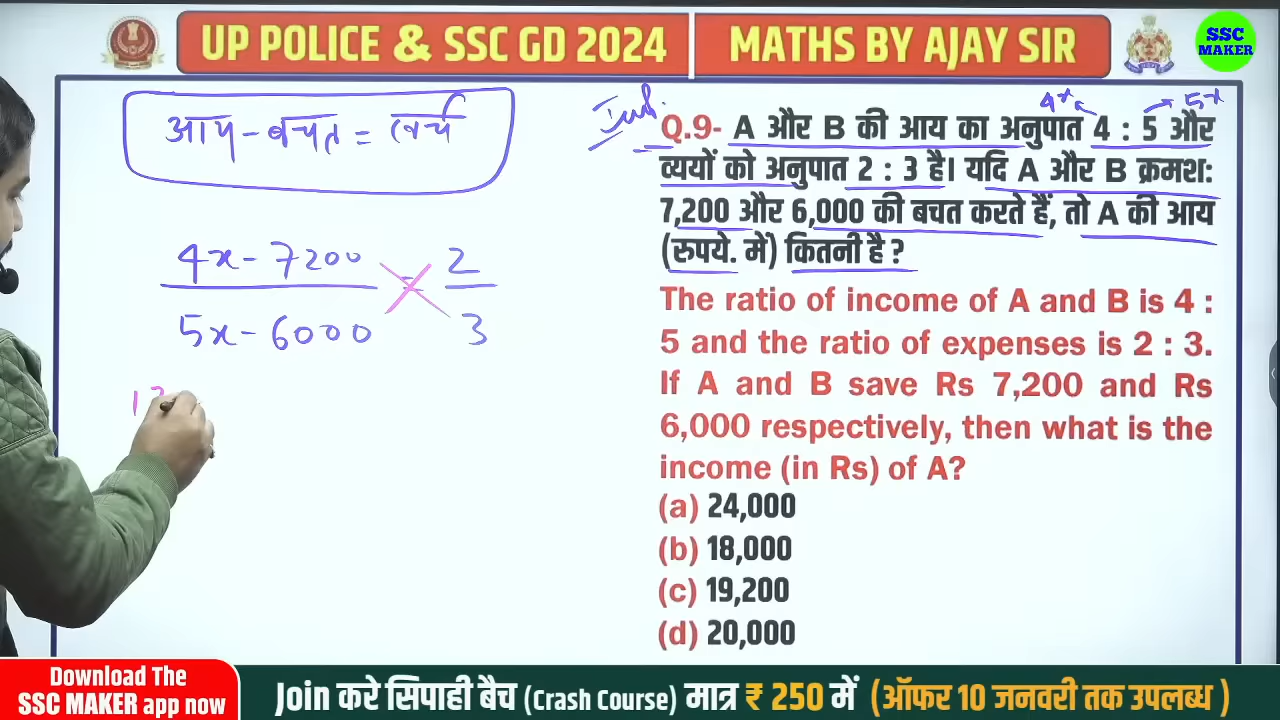 UP POLICE & SSC GD 2024
MATHS BY AJAY SIR
SSC
MAKER
आय - बचत = खर्च
4x - 7200 = 2
5x - 6000 3
4x
5x
Q.9- A और B की आय का अनुपात 4 : 5 और
व्ययों को अनुपात 2 : 3 है। यदि A और B क्रमश:
7,200 और 6,000 की बचत करते हैं, तो A की आय
(रुपये. में) कितनी है ?
The ratio of income of A and B is 4 :
5 and the ratio of expenses is 2 : 3.
If A and B save Rs 7,200 and Rs
6,000 respectively, then what is the
income (in Rs) of A?
(a) 24,000
(b) 18,000
(c) 19,200
(d) 20,000
Download The
SSC MAKER app now
Join करे सिपाही बैच (Crash Course) मात्र ₹ 250 में (ऑफर 10 जनवरी तक उपलब्ध )